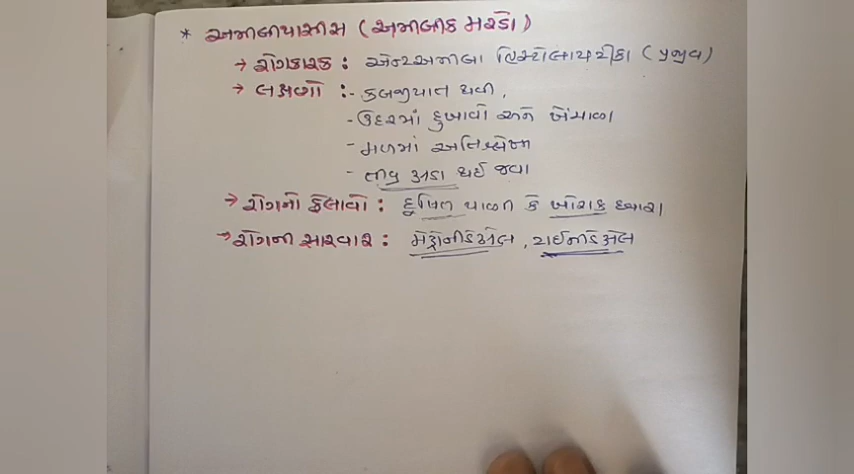 * અમીબીયાસીસ (અમીબીક મરડો)
→ રોગકારક : એન્ટઅમીબા હિસ્ટોલાયટીકા (પ્રજીવ)
→ લક્ષણો :- કબજીયાત થવી,
- ઉદરમાં દુખાવો અને ખેંચાણ
- મળમાં અતિશ્લેષ્મ
- તીવ્ર ઝાડા થઈ જવા
→ રોગનો ફેલાવો : દૂષિત પાણી કે ખોરાક દ્વારા
→ રોગની સારવાર : મેટ્રોનીડેઝોલ, ટાઈનીડેઝોલ